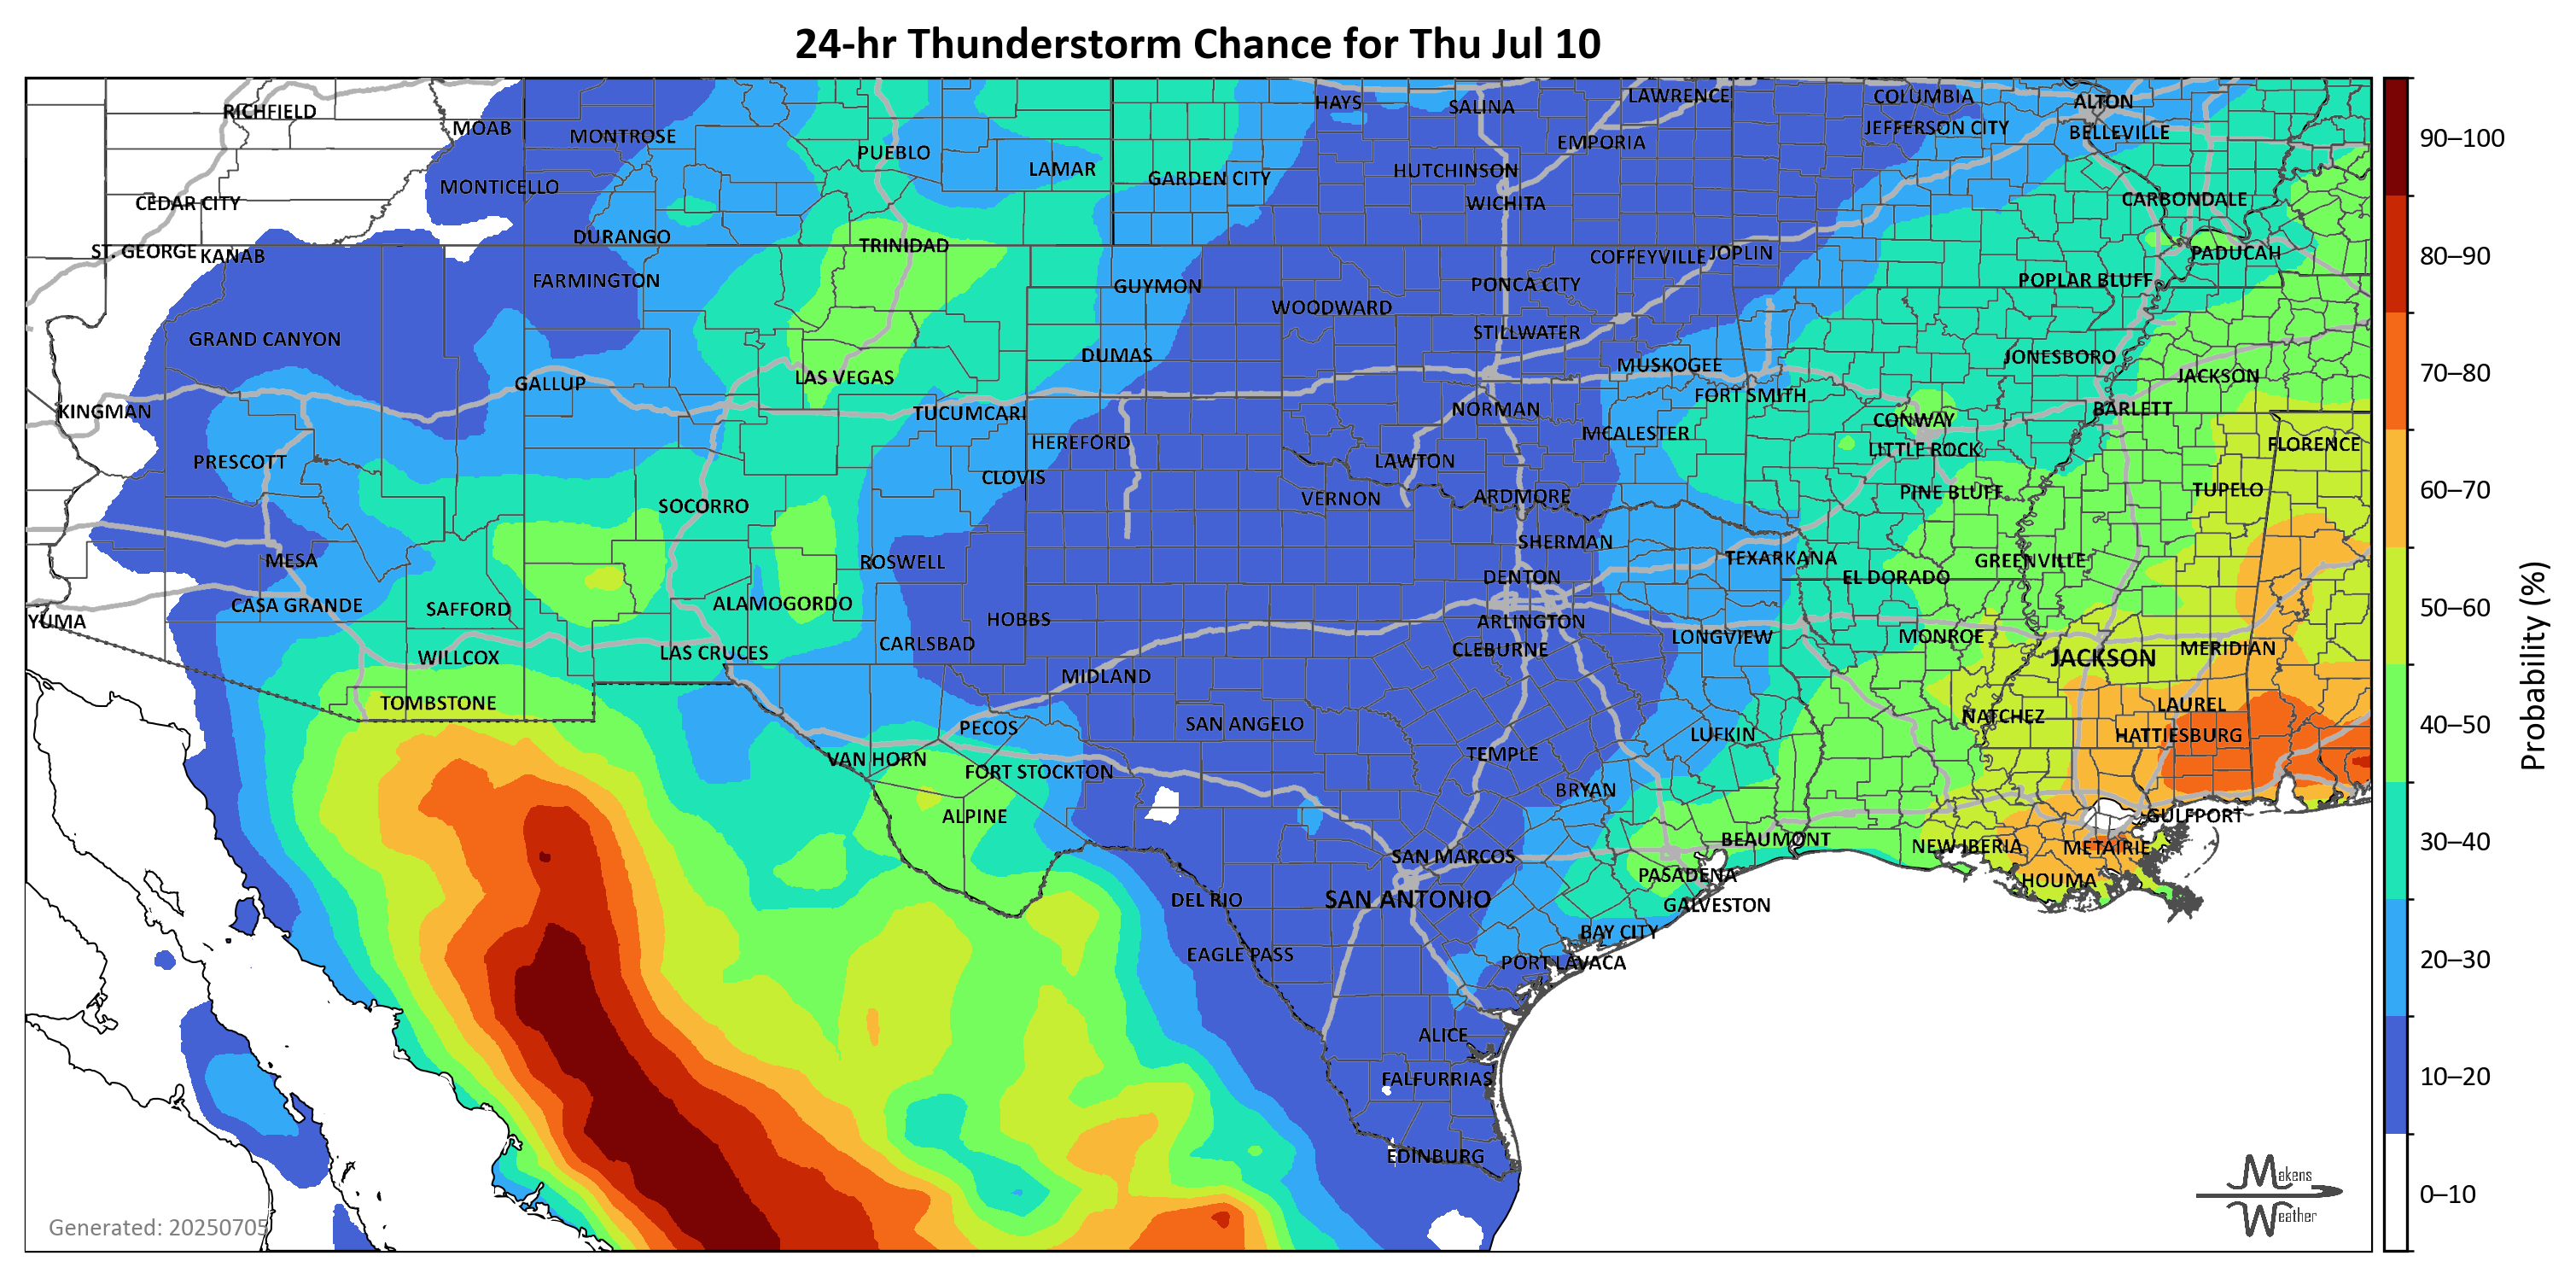 24-hr Thunderstorm Chance for Thu Jul 10
RICHFIELD
MOAB
MONTROSE
PUEBLO
LAMAR
GARDEN CITY
HAYS
SALINA
LAWRENCE
COLUMBIA
ALTON
JEFFERSON CITY
BELLEVILLE
EMPORIA
HUTCHINSON
MONTICELLO
CEDAR CITY
WICHITA
CARBONDALE
DURANGO
TRINIDAD
ST. GEORGE
KANAB
COFFEYVILLE
JOPLIN
PADUCAH
FARMINGTON
GUYMON
PONCA CITY
POPLAR BLUFF
WOODWARD
GRAND CANYON
STILLWATER
DUMAS
MUSKOGEE
JONESBORO
GALLUP
LAS VEGAS
JACKSON
FORT SMITH
KINGMAN
TUCUMCARI
NORMAN
BARLETT
CONWAY
HEREFORD
MCALESTER
LITTLE ROCK
FLORENCE
PRESCOTT
LAWTON
CLOVIS
TUPELO
SOCORRO
VERNON
ARDMORE
PINE BLUFF
SHERMAN
MESA
ROSWELL
TEXARKANA
GREENVILLE
DENTON
EL DORADO
CASA GRANDE
SAFFORD
ALAMOGORDO
YUMA
HOBBS
ARLINGTON
CARLSBAD
CLEBURNE
LONGVIEW
MONROE
WILLCOX
LAS CRUCES
JACKSON
MERIDIAN
MIDLAND
TOMBSTONE
LAUREL
PECOS
SAN ANGELO
NATCHEZ
LUFKIN
HATTIESBURG
VAN HORN
TEMPLE
FORT STOCKTON
BRYAN
ALPINE
GULFPORT
BEAUMONT
NEW IBERIA
METAIRIE
SAN MARCOS
PASADENA
HOUMA
DEL RIO
SAN ANTONIO
GALVESTON
BAY CITY
EAGLE PASS
PORT LAVACA
ALICE
FALFURRIAS
EDINBURG
Generated: 20250705
Makens
Weather
90–100
80–90
70–80
60–70
50–60
40–50
30–40
20–30
10–20
0–10
Probability (%)